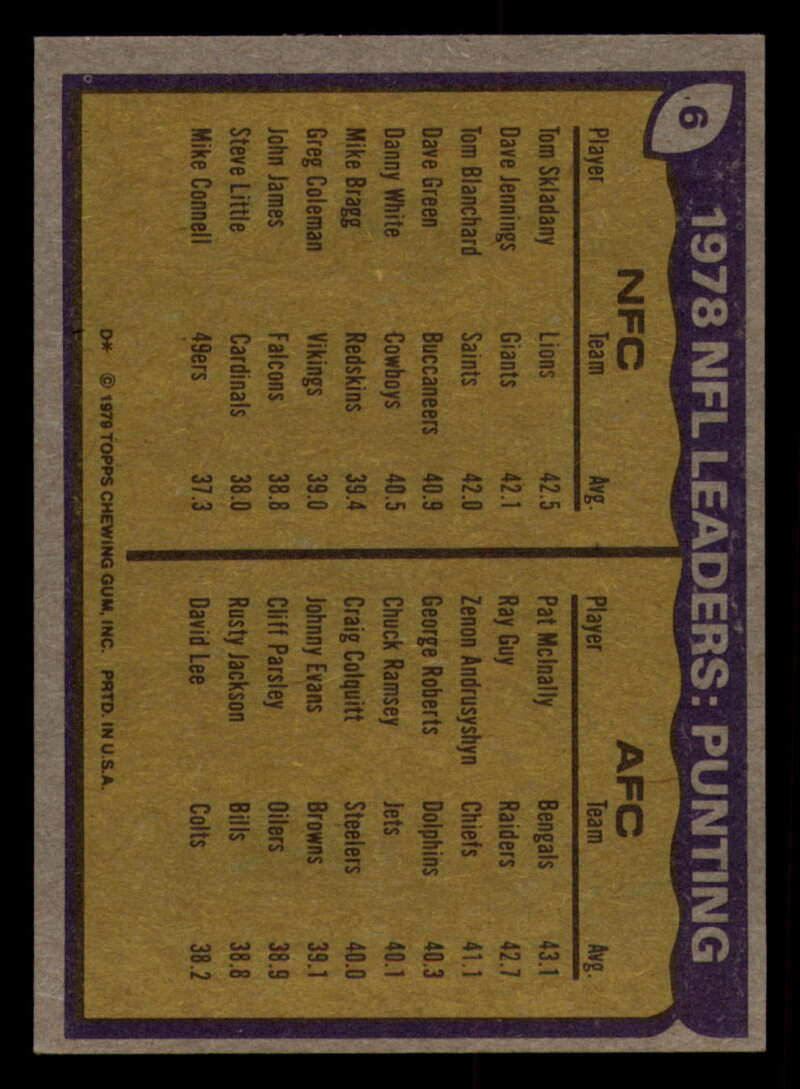 6
1978 NFL LEADERS: PUNTING
NFC
Player Team Avg.
Tom Skladany Lions 42.5
Dave Jennings Giants 42.1
Tom Blanchard Saints 42.0
Dave Green Buccaneers 40.9
Danny White Cowboys 40.5
Mike Bragg Redskins 39.4
Greg Coleman Vikings 39.0
John James Falcons 38.8
Steve Little Cardinals 38.0
Mike Connell 49ers 37.3
AFC
Player Team Avg.
Pat McInally Bengals 43.1
Ray Guy Raiders 42.7
Zenon Andrusyshyn Chiefs 41.1
George Roberts Dolphins 40.3
Chuck Ramsey Jets 40.1
Craig Colquitt Steelers 40.0
Johnny Evans Browns 39.1
Cliff Parsley Oilers 38.9
Rusty Jackson Bills 38.8
David Lee Colts 38.2
D* © 1979 TOPPS CHEWING GUM, INC. PRTD. IN U.S.A.